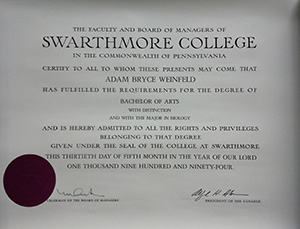 THE FACULTY AND BOARD OF MANAGERS OF
SWARTHMORE COLLEGE
IN THE COMMONWEALTH OF PENNSYLVANIA
CERTIFY TO ALL TO WHOM THESE PRESENTS MAY COME THAT
ADAM BRYCE WEINFELD
HAS FULFILLED THE REQUIREMENTS FOR THE DEGREE OF
BACHELOR OF ARTS
WITH DISTINCTION
AND WITH THE MAJOR IN BIOLOGY
AND IS HEREBY ADMITTED TO ALL THE RIGHTS AND PRIVILEGES
BELONGING TO THAT DEGREE
GIVEN UNDER THE SEAL OF THE COLLEGE AT SWARTHMORE
THIS THIRTIETH DAY OF FIFTH MONTH IN THE YEAR OF OUR LORD
ONE THOUSAND NINE HUNDRED AND NINETY-FOUR
CHAIRMAN OF THE BOARD OF MANAGERS
PRESIDENT OF THE COLLEGE